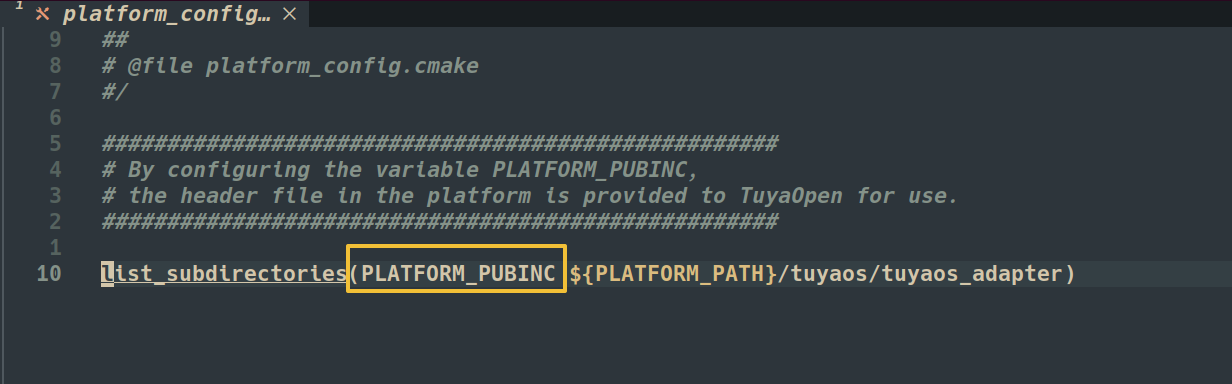 1 platform_config… ×
9 ##
8 # @file platform_config.cmake
7 #/
6
5 ####################################################
4 # By configuring the variable PLATFORM_PUBINC,
3 # the header file in the platform is provided to TuyaOpen for use.
2 ####################################################
1
10 list_subdirectories(PLATFORM_PUBINC ${PLATFORM_PATH}/tuyaos/tuyaos_adapter)